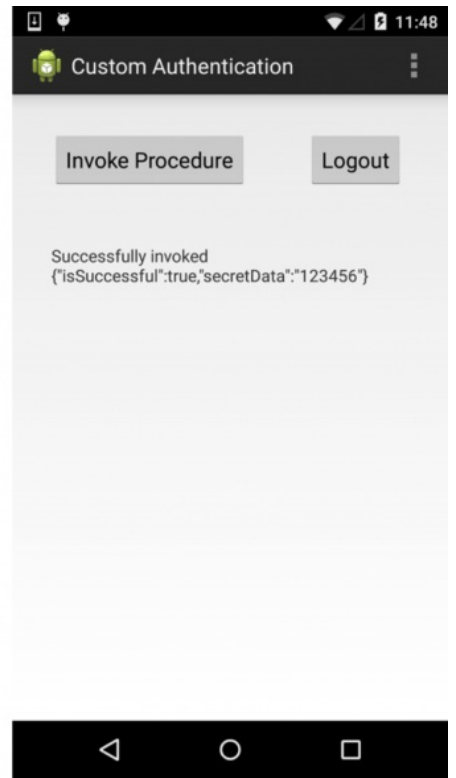 11:48
Custom Authentication
Invoke Procedure Logout
Successfully invoked
{"isSuccessful":true,"secretData":"123456"}